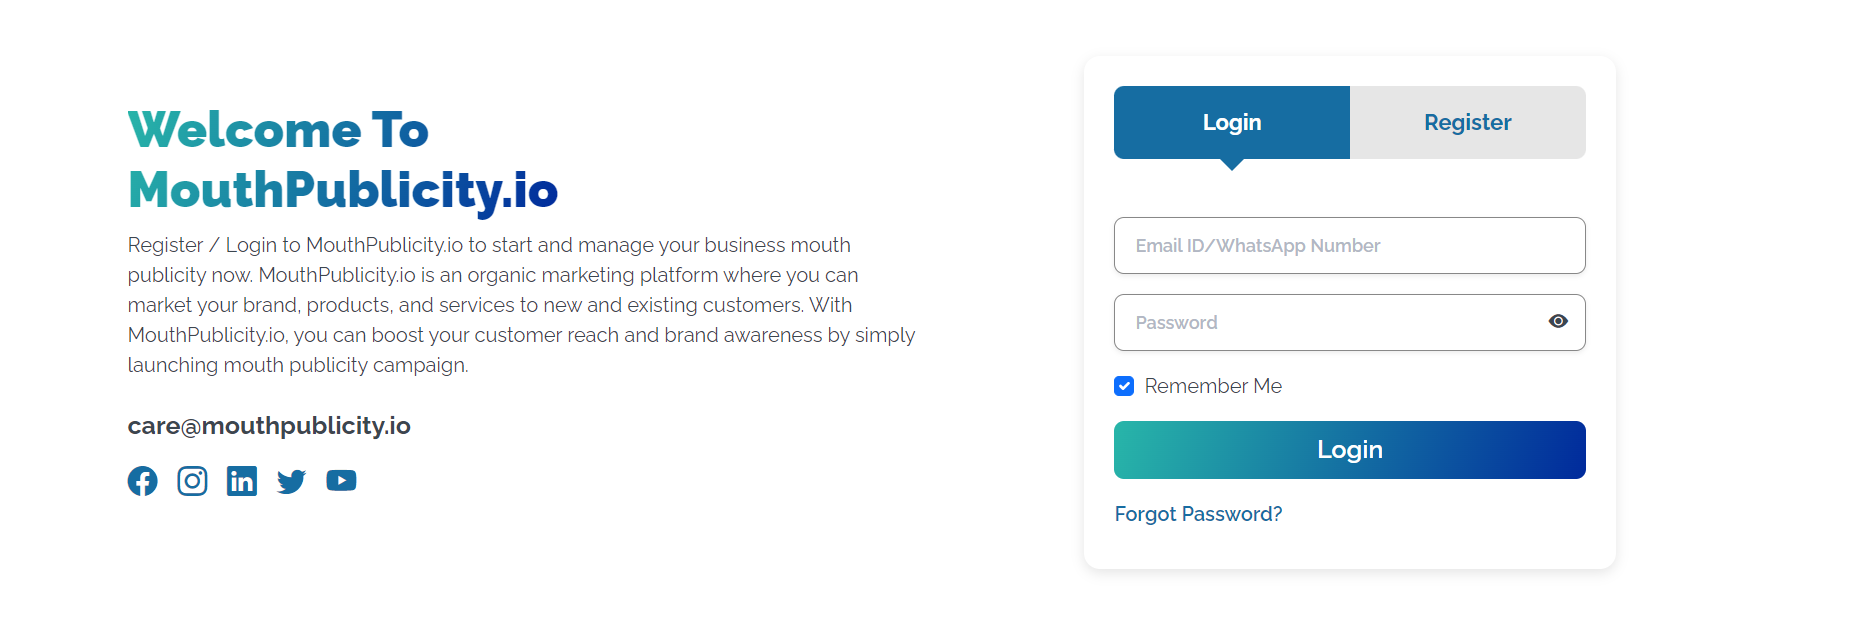 Welcome To
MouthPublicity.io
Register / Login to MouthPublicity.io to start and manage your business mouth
publicity now. MouthPublicity.io is an organic marketing platform where you can
market your brand, products, and services to new and existing customers. With
MouthPublicity.io, you can boost your customer reach and brand awareness by simply
launching mouth publicity campaign.
care@mouthpublicity.io
Login
Register
Email ID/WhatsApp Number
Password
Remember Me
Login
Forgot Password?